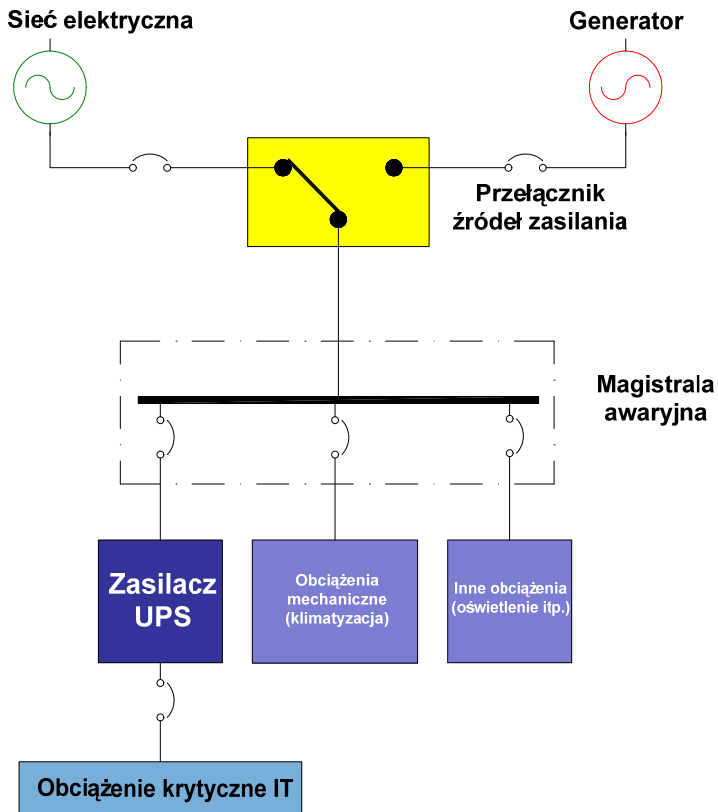 Sieć elektryczna
Generator
Przełącznik
źródeł zasilania
Magistrala
awaryjna
Zasilacz
UPS
Obciążenia
mechaniczne
(klimatyzacja)
Inne obciążenia
(oświetlenie itp.)
Obciążenie krytyczne IT